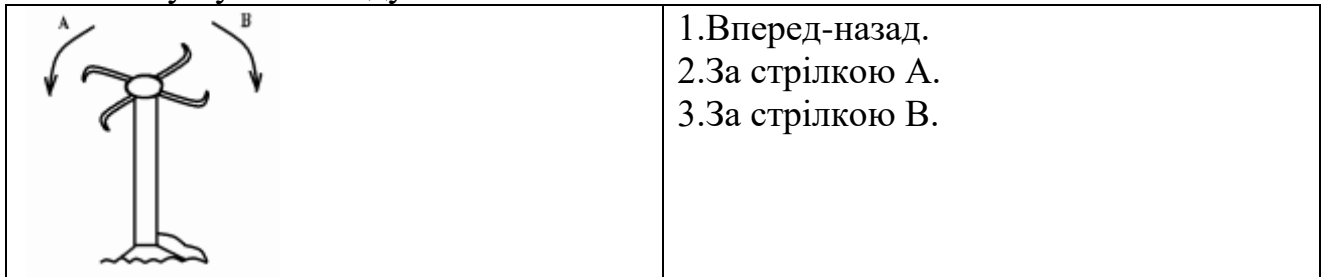 A
B
1.Вперед-назад.
2.За стрілкою А.
3.За стрілкою В.